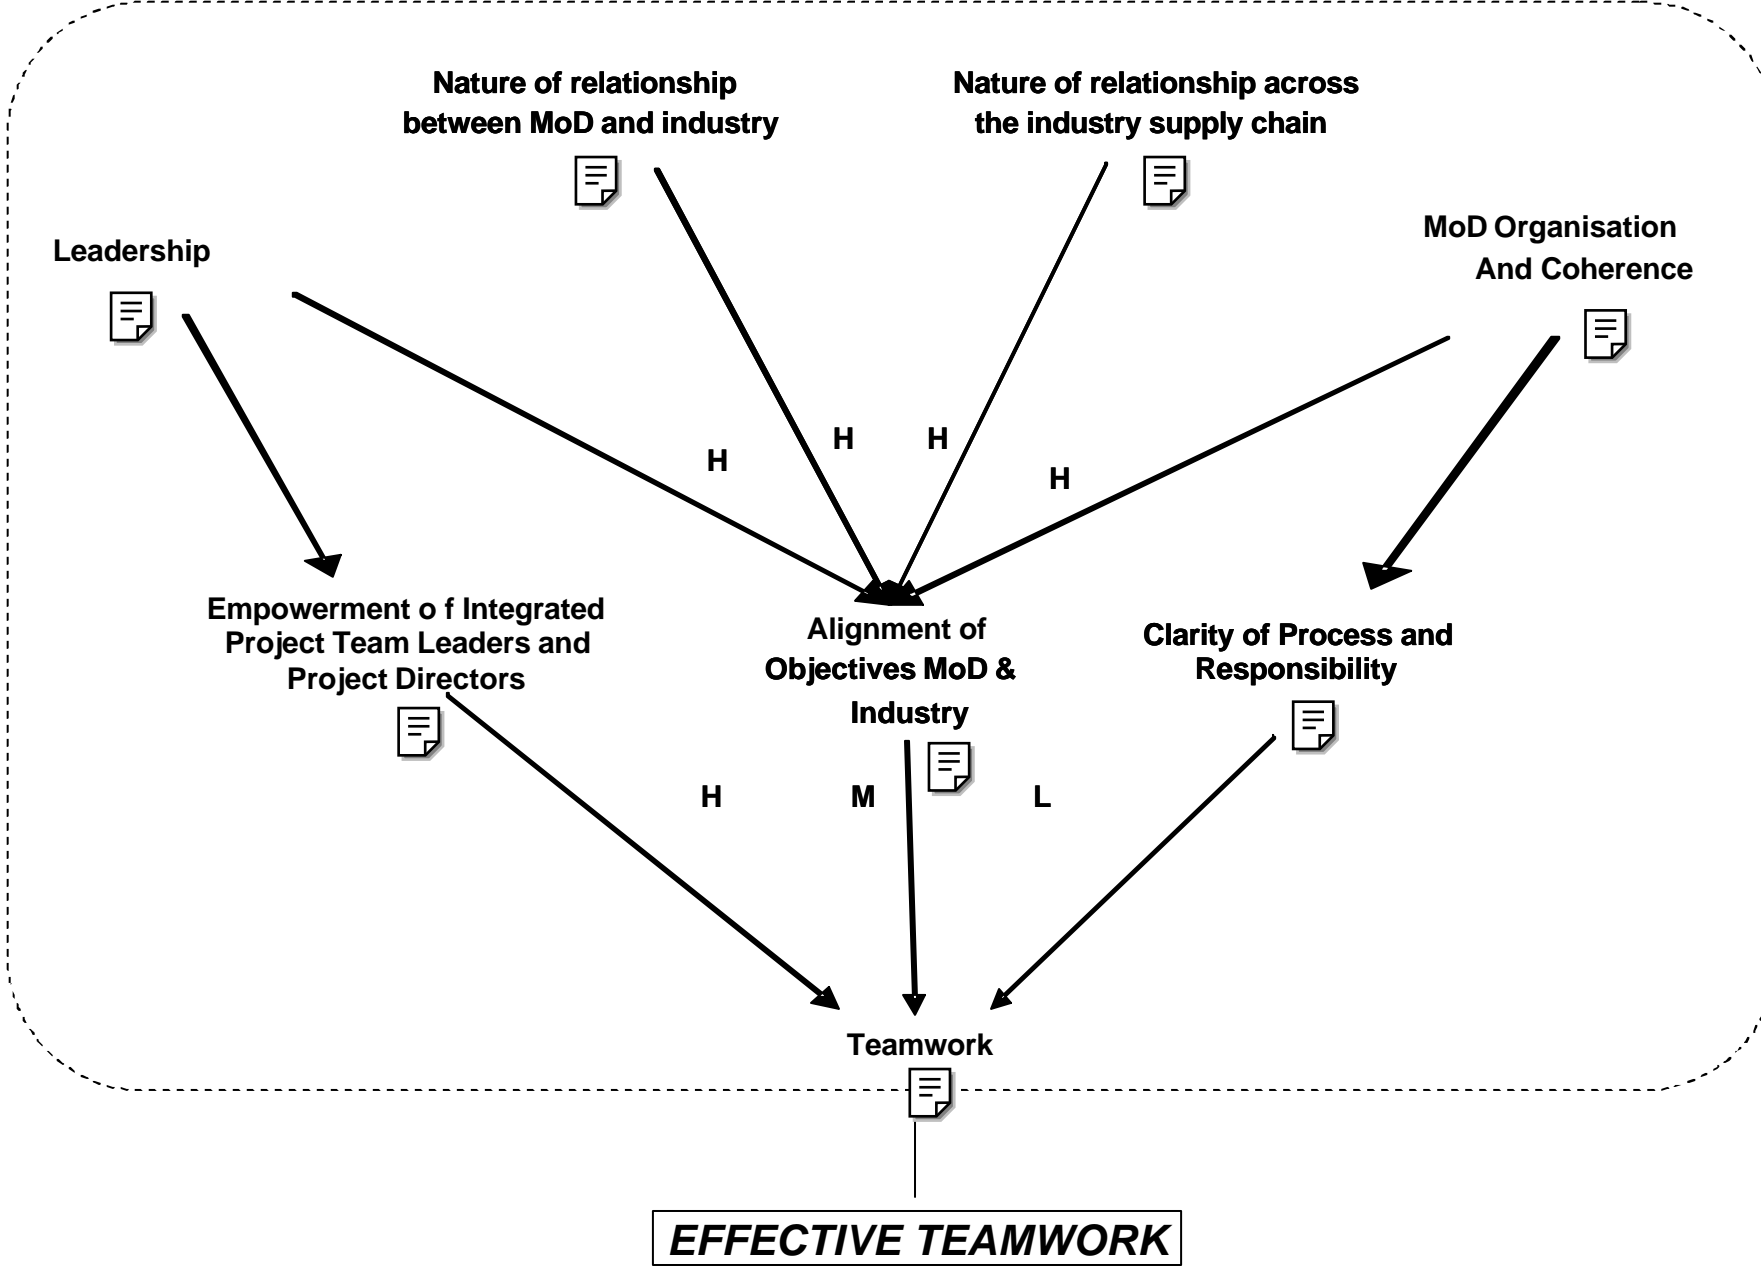 Nature of relationship
between MoD and industry
Nature of relationship across
the industry supply chain
Leadership
MoD Organisation
And Coherence
H
H
H
H
Empowerment o f Integrated
Project Team Leaders and
Project Directors
Alignment of
Objectives MoD &
Industry
Clarity of Process and
Responsibility
H
M
L
Teamwork
EFFECTIVE TEAMWORK